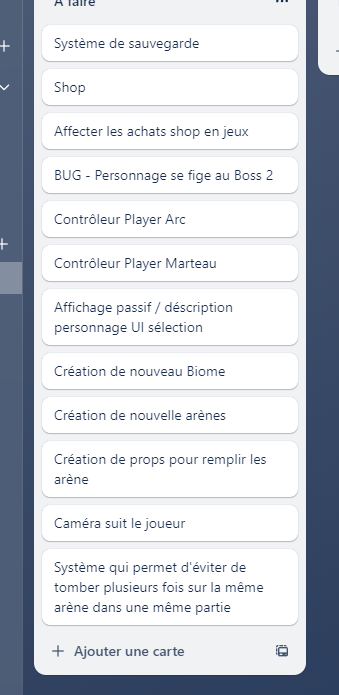 À faire
Système de sauvegarde
Shop
Affecter les achats shop en jeux
BUG - Personnage se fige au Boss 2
Contrôleur Player Arc
Contrôleur Player Marteau
Affichage passif / déscription
personnage UI sélection
Création de nouveau Biome
Création de nouvelle arènes
Création de props pour remplir les
arène
Caméra suit le joueur
Système qui permet d'éviter de
tomber plusieurs fois sur la même
arène dans une même partie
+ Ajouter une carte